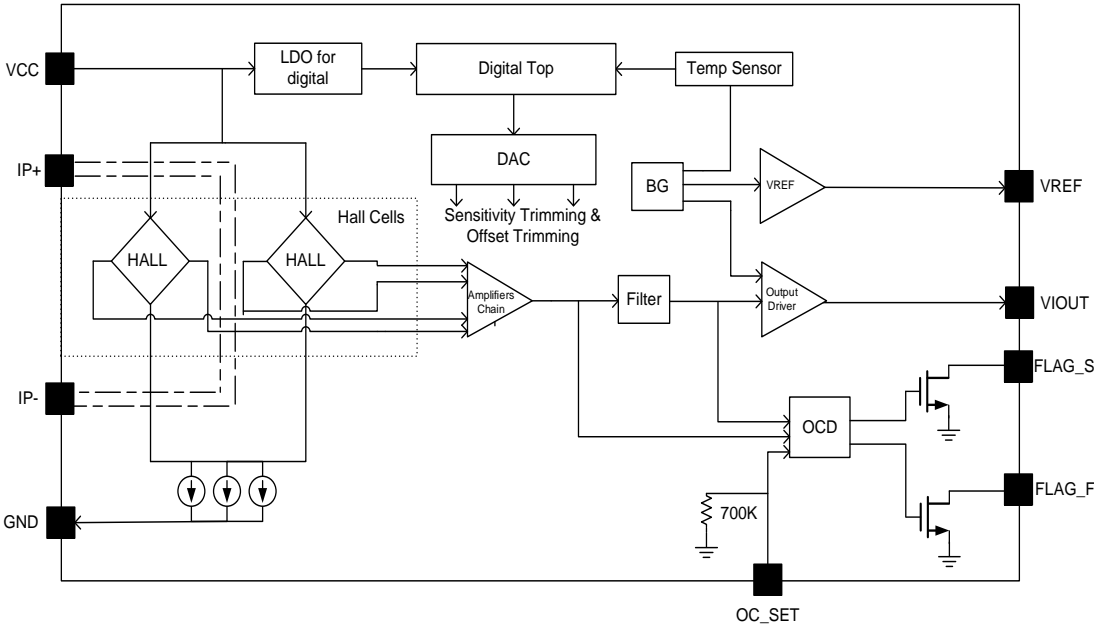 VCC
LDO for
digital
Digital Top
Temp Sensor
IP+
DAC
BG
VREF
VREF
Sensitivity Trimming &
Offset Trimming
Hall Cells
HALL
HALL
Amplifiers
Chain
Filter
Output
Driver
VIOUT
FLAG_S
IP-
OCD
FLAG_F
700K
GND
OC_SET